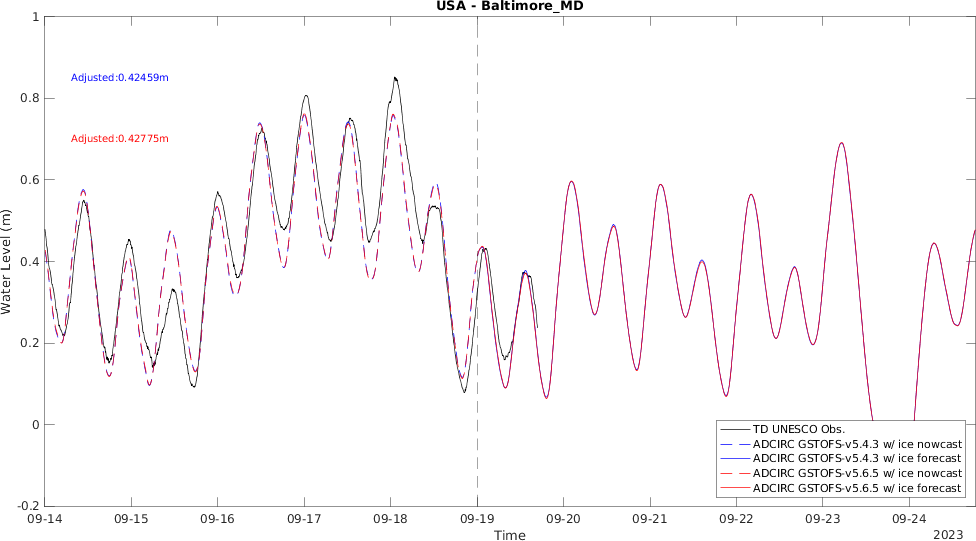 USA - Baltimore_MD
1
0.8
0.6
0.4
0.2
0
-0.2
Water Level (m)
Adjusted:0.42459m
Adjusted:0.42775m
TD UNESCO Obs.
ADCIRC GSTOFS-v5.4.3 w/ ice nowcast
ADCIRC GSTOFS-v5.4.3 w/ ice forecast
ADCIRC GSTOFS-v5.6.5 w/ ice nowcast
ADCIRC GSTOFS-v5.6.5 w/ ice forecast
09-14 09-15 09-16 09-17 09-18 09-19 09-20 09-21 09-22 09-23 09-24
Time
2023